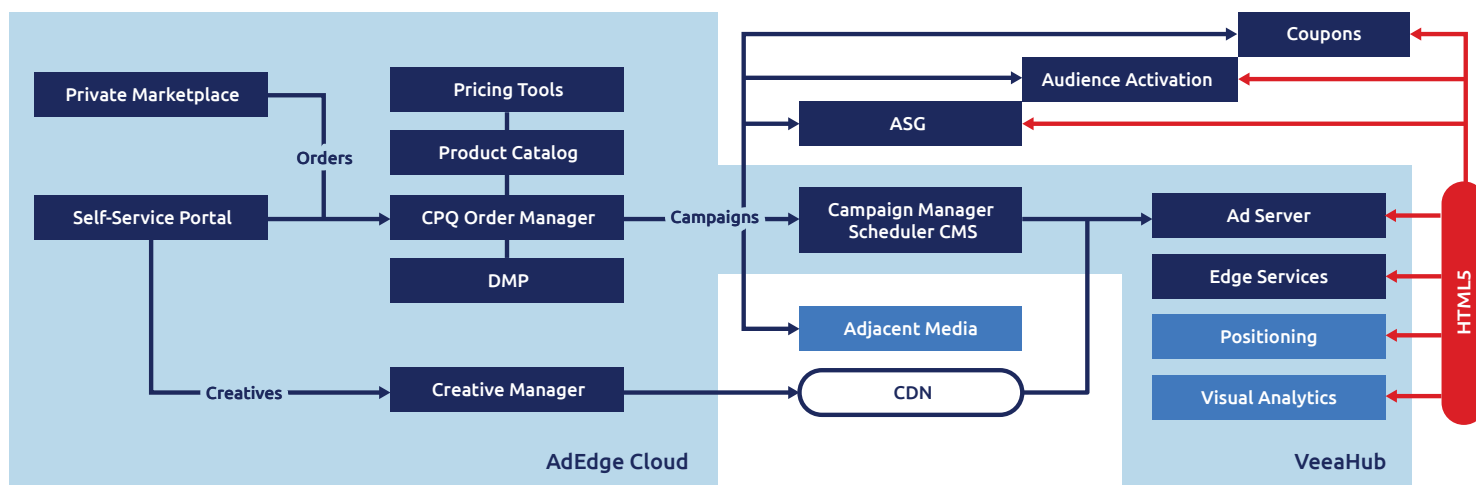 Coupons
Audience Activation
ASG
Private Marketplace
Pricing Tools
Orders
Product Catalog
Self-Service Portal
CPQ Order Manager
Campaigns
Campaign Manager
Scheduler CMS
Ad Server
DMP
Edge Services
HTML5
Adjacent Media
Positioning
Creatives
Creative Manager
CDN
Visual Analytics
AdEdge Cloud
VeeaHub